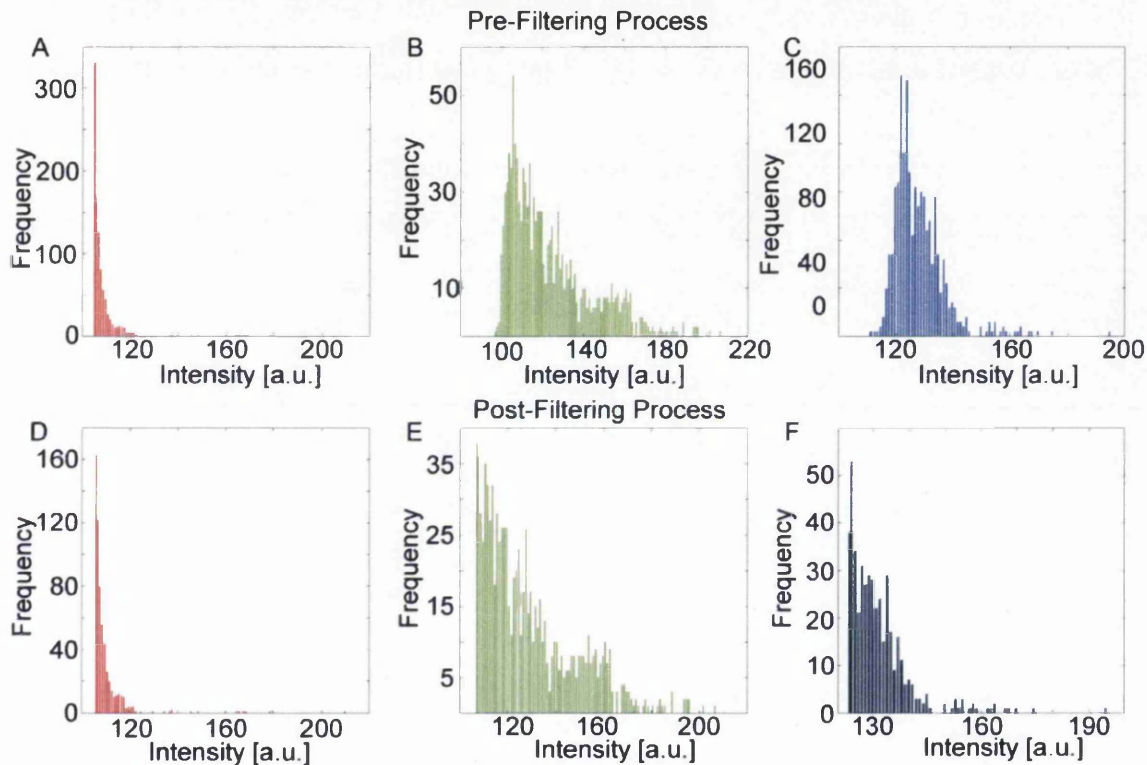 Pre-Filtering Process
A
300
200
100
0
Frequency
120 160 200
Intensity [a.u.]
B
50
30
10
Frequency
100 140 180 220
Intensity [a.u.]
C
160
120
80
40
0
Frequency
120 160 200
Intensity [a.u.]
Post-Filtering Process
D
160
120
80
40
0
Frequency
120 160 200
Intensity [a.u.]
E
35
25
15
5
Frequency
120 160 200
Intensity [a.u.]
F
50
40
30
20
10
0
Frequency
130 160 190
Intensity [a.u.]